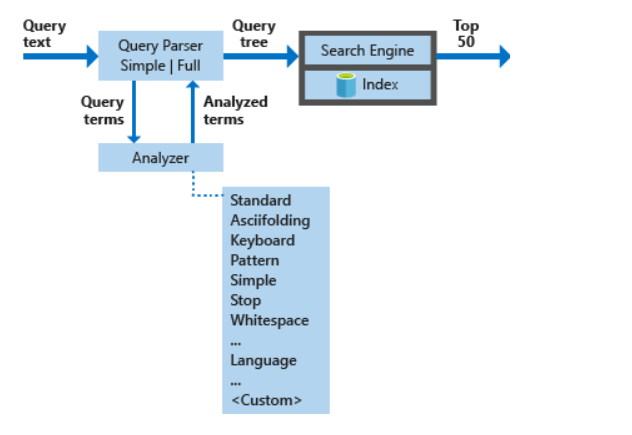 Query
text
Query Parser
Simple | Full
Query
tree
Search Engine
Index
Top
50
Query
terms
Analyzed
terms
Analyzer
Standard
Asciifolding
Keyboard
Pattern
Simple
Stop
Whitespace
...
Language
...
<Custom>